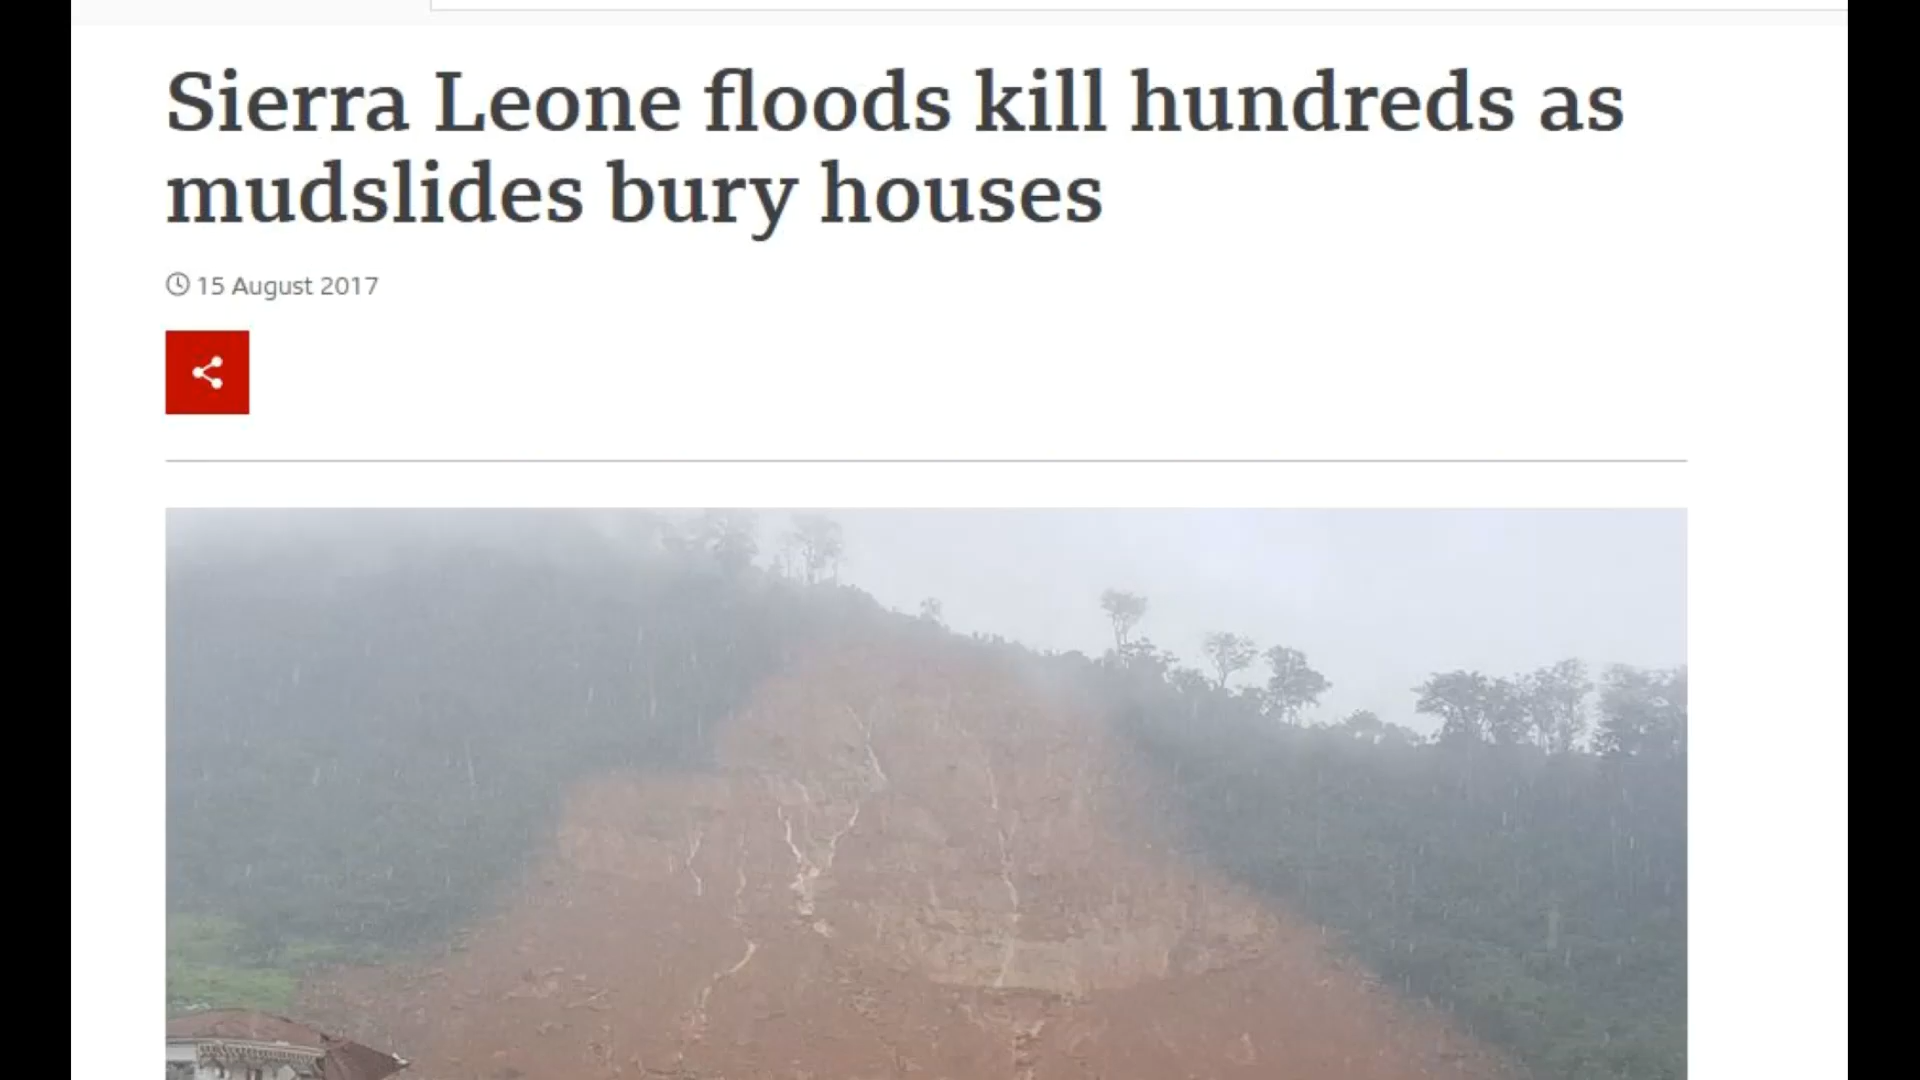 Sierra Leone floods kill hundreds as
mudslides bury houses
15 August 2017